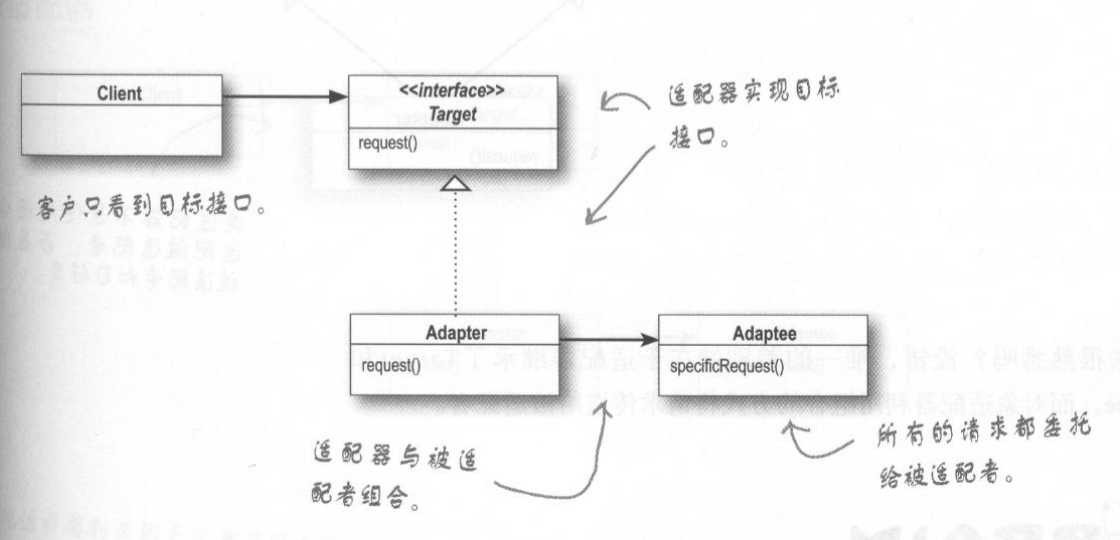 Client
<<interface>>
Target
request()
适配器实现目标
接口。
客户只看到目标接口。
Adapter
request()
Adaptee
specificRequest()
适配器与被适
配者组合。
所有的请求都委托
给被适配者。